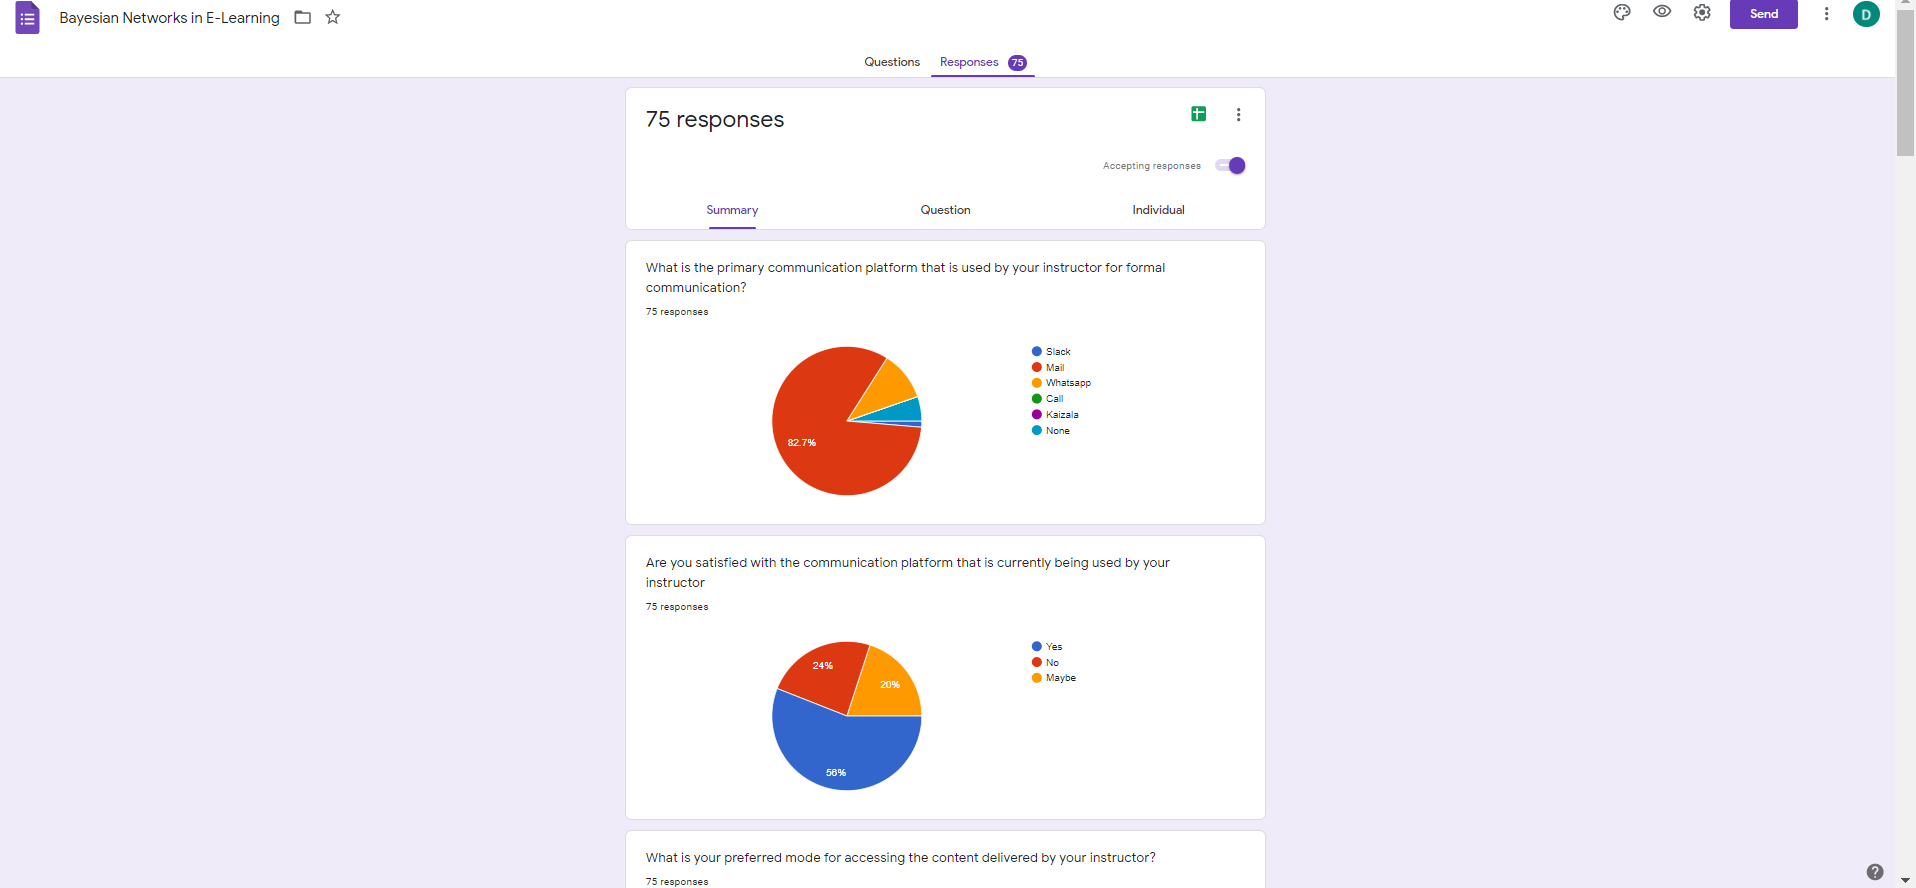 Bayesian Networks in E-Learning
Send
D
Questions
Responses 75
75 responses
Accepting responses
Summary
Question
Individual
What is the primary communication platform that is used by your instructor for formal
communication?
75 responses
82.7%
Slack
Mail
Whatsapp
Call
Kaizala
None
Are you satisfied with the communication platform that is currently being used by your
instructor
75 responses
24%
20%
56%
Yes
No
Maybe
What is your preferred mode for accessing the content delivered by your instructor?
75 responses
?